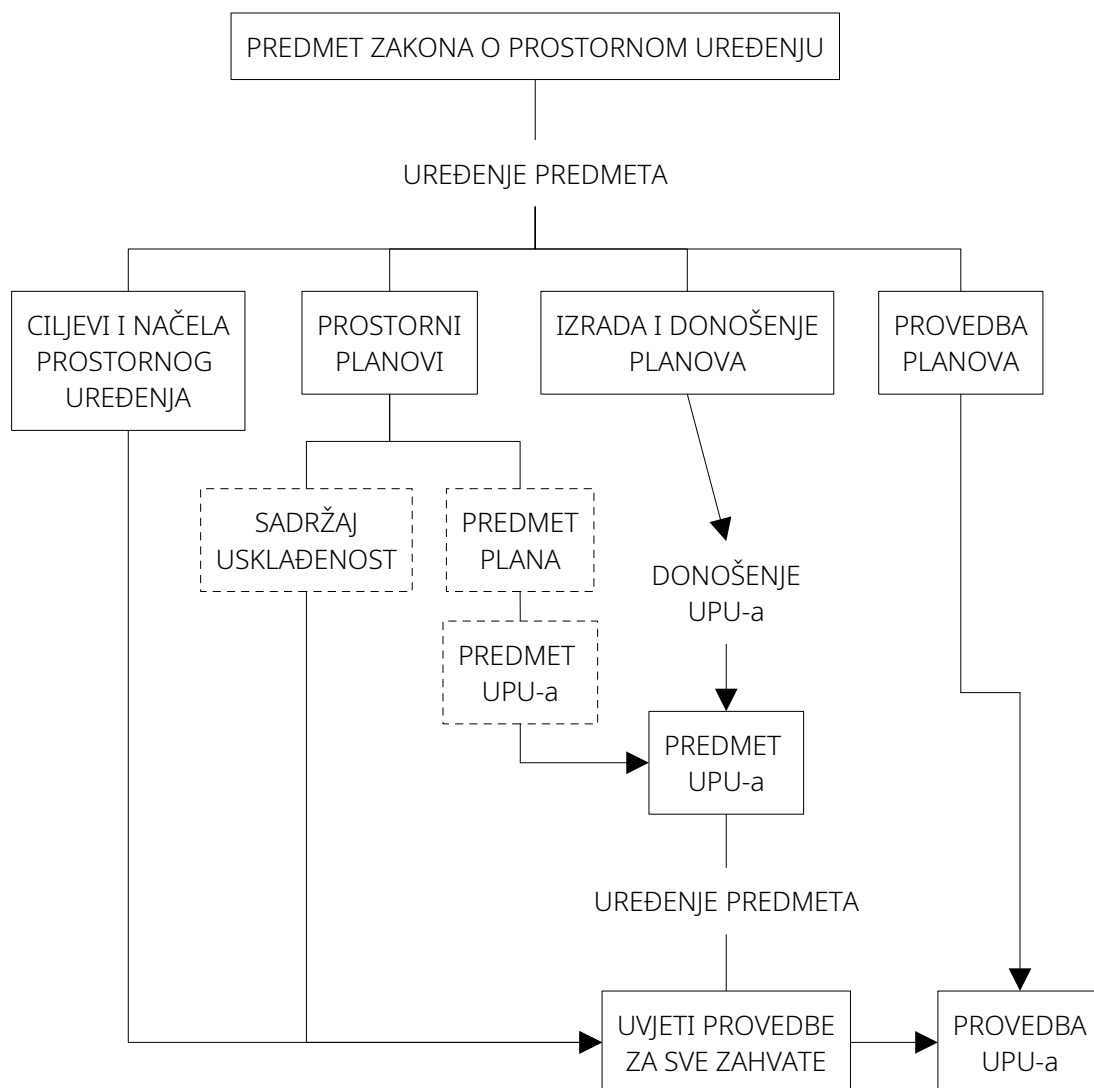 PREDMET ZAKONA O PROSTORNOM UREĐENJU
UREĐENJE PREDMETA
CILJEVI I NAČELA
PROSTORNOG
UREĐENJA
PROSTORNI
PLANOVI
IZRADA I DONOŠENJE
PLANOVA
PROVEDBA
PLANOVA
SADRŽAJ
USKLAĐENOST
PREDMET
PLANA
DONOŠENJE
UPU-a
PREDMET
UPU-a
PREDMET
UPU-a
UREĐENJE PREDMETA
UVJETI PROVEDBE
ZA SVE ZAHVATE
PROVEDBA
UPU-a